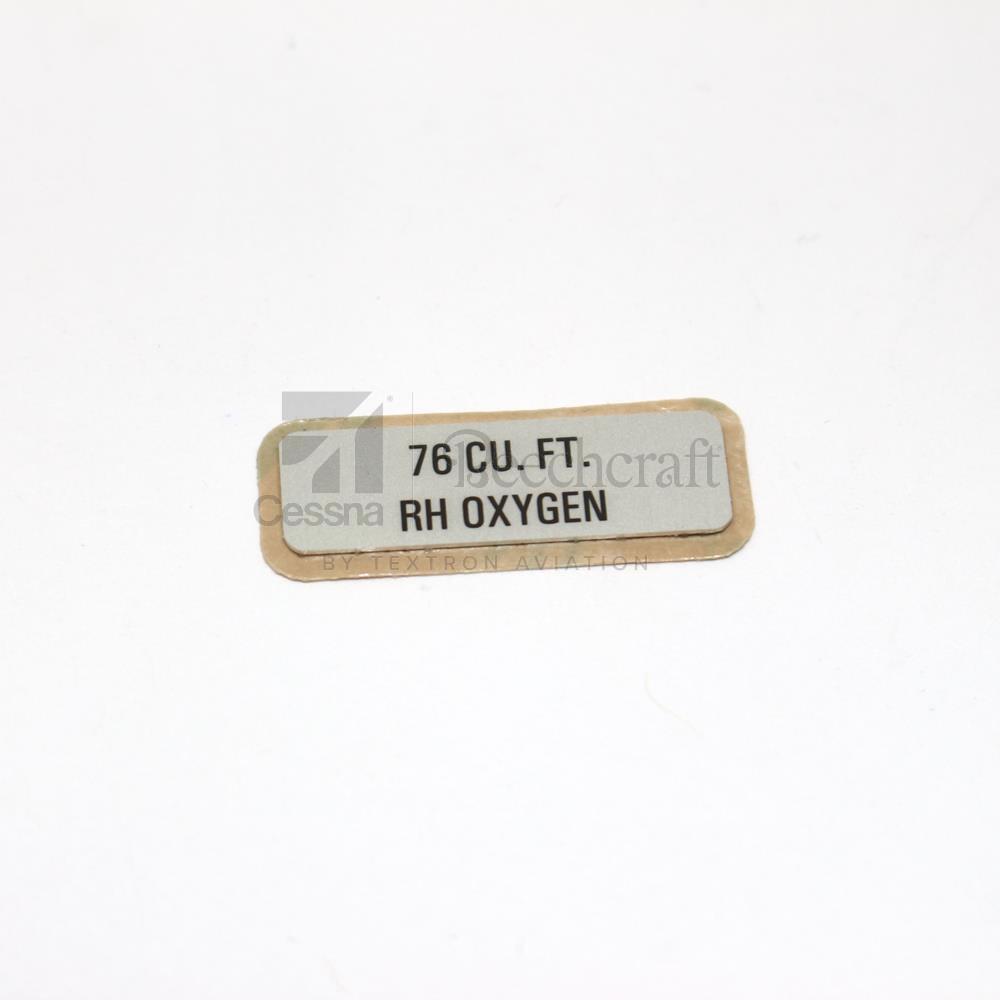 76 CU. FT.
RH OXYGEN
Cessna
Beechcraft
BY TEXTRON AVIATION